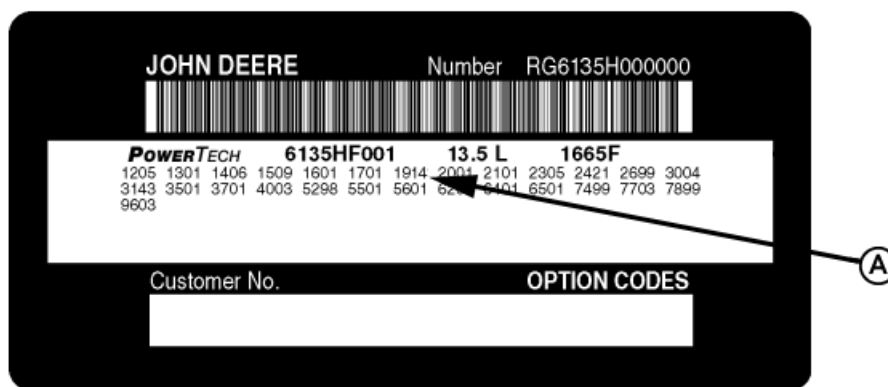 JOHN DEERE Number RG6135H000000
POWERTECH 6135HF001 13.5 L 1665F
1205 1301 1406 1509 1601 1701 1914 2001 2101 2305 2421 2699 3004
3143 3501 3701 4003 5298 5501 5601 6501 7499 7703 7899
9603
A
Customer No. OPTION CODES